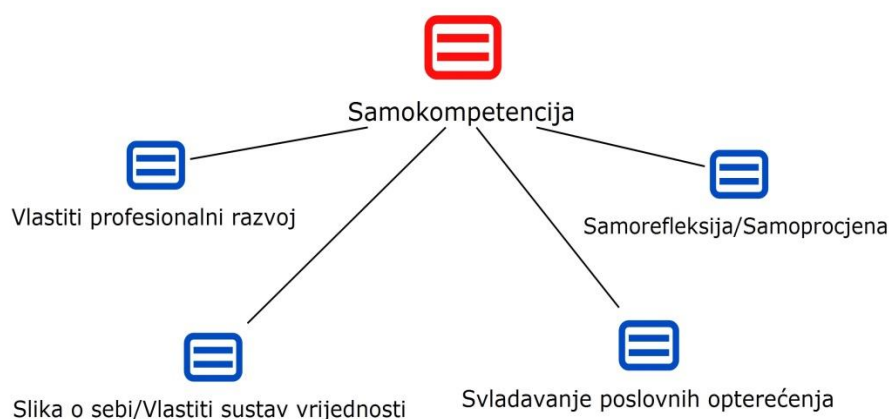 Samokompetencija
Vlastiti profesionalni razvoj
Samorefleksija/Samoprocjena
Slika o sebi/Vlastiti sustav vrijednosti
Svladavanje poslovnih opterećenja